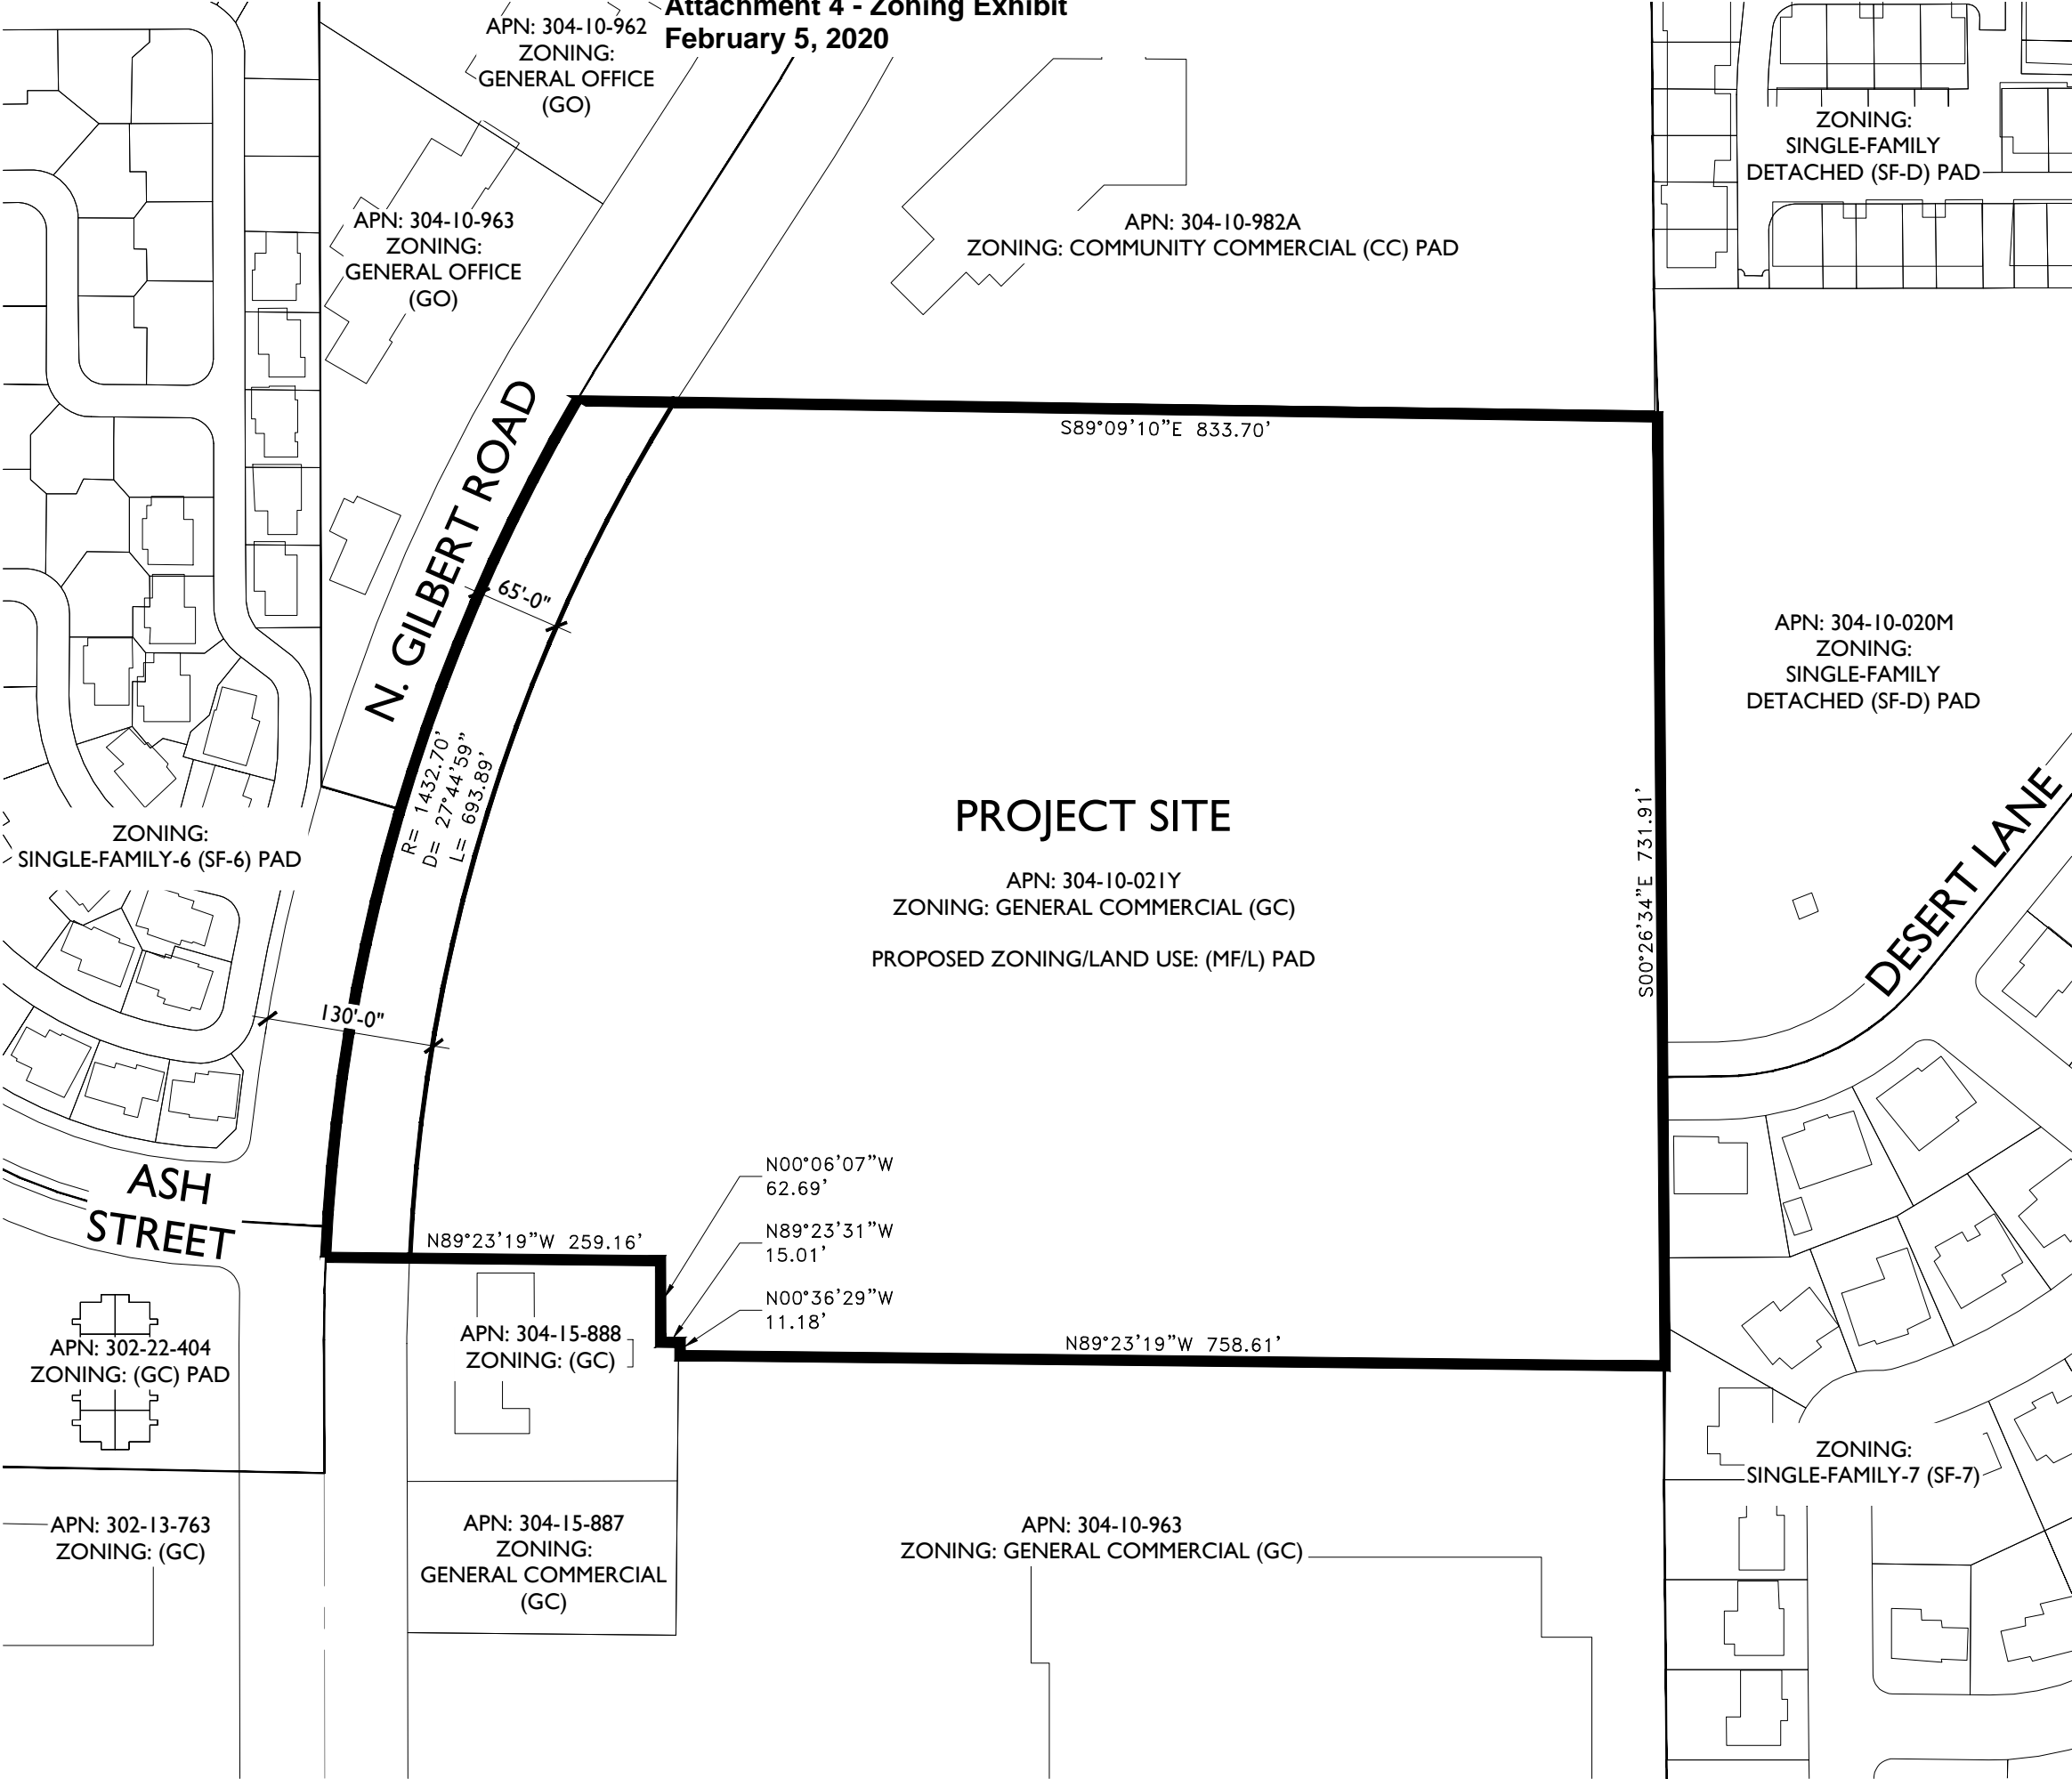 Attachment 4 - Zoning Exhibit
February 5, 2020
APN: 304-10-962
ZONING:
GENERAL OFFICE
(GO)
ZONING:
SINGLE-FAMILY
DETACHED (SF-D) PAD
APN: 304-10-963
ZONING:
GENERAL OFFICE
(GO)
APN: 304-10-982A
ZONING: COMMUNITY COMMERCIAL (CC) PAD
N. GILBERT ROAD
S89°09'10"E 833.70'
65'-0"
APN: 304-10-020M
ZONING:
SINGLE-FAMILY
DETACHED (SF-D) PAD
R= 1432.70'
D= 27°44'59"
L= 693.89'
PROJECT SITE
APN: 304-10-021Y
ZONING: GENERAL COMMERCIAL (GC)
PROPOSED ZONING/LAND USE: (MF/L) PAD
S00°26'34"E 731.91'
DESERT LANE
ZONING:
SINGLE-FAMILY-6 (SF-6) PAD
130'-0"
ASH
STREET
N00°06'07"W
62.69'
N89°23'31"W
15.01'
N00°36'29"W
11.18'
N89°23'19"W 259.16'
N89°23'19"W 758.61'
APN: 302-22-404
ZONING: (GC) PAD
APN: 304-15-888
ZONING: (GC)
ZONING:
SINGLE-FAMILY-7 (SF-7)
APN: 302-13-763
ZONING: (GC)
APN: 304-15-887
ZONING:
GENERAL COMMERCIAL
(GC)
APN: 304-10-963
ZONING: GENERAL COMMERCIAL (GC)